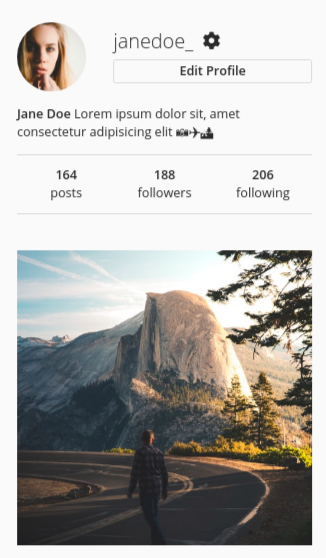 janedoe_
Edit Profile
Jane Doe Lorem ipsum dolor sit, amet
consectetur adipisicing elit 📷✈️🏕️
164 188 206
posts followers following